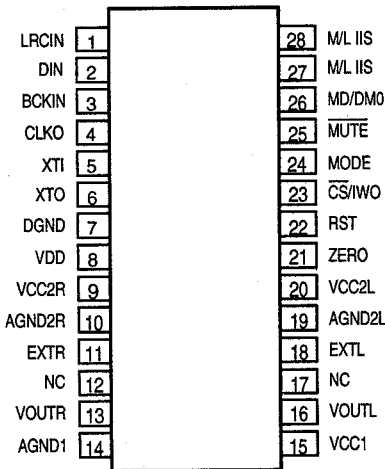 LRCIN 1 28 M/L IIS
DIN 2 27 M/L IIS
BCKIN 3 26 MD/DM0
CLKO 4 25 MUTE
XTI 5 24 MODE
XTO 6 23 CS/IWO
DGND 7 22 RST
VDD 8 21 ZERO
VCC2R 9 20 VCC2L
AGND2R 10 19 AGND2L
EXTR 11 18 EXTL
NC 12 17 NC
VOUTR 13 16 VOUTL
AGND1 14 15 VCC1